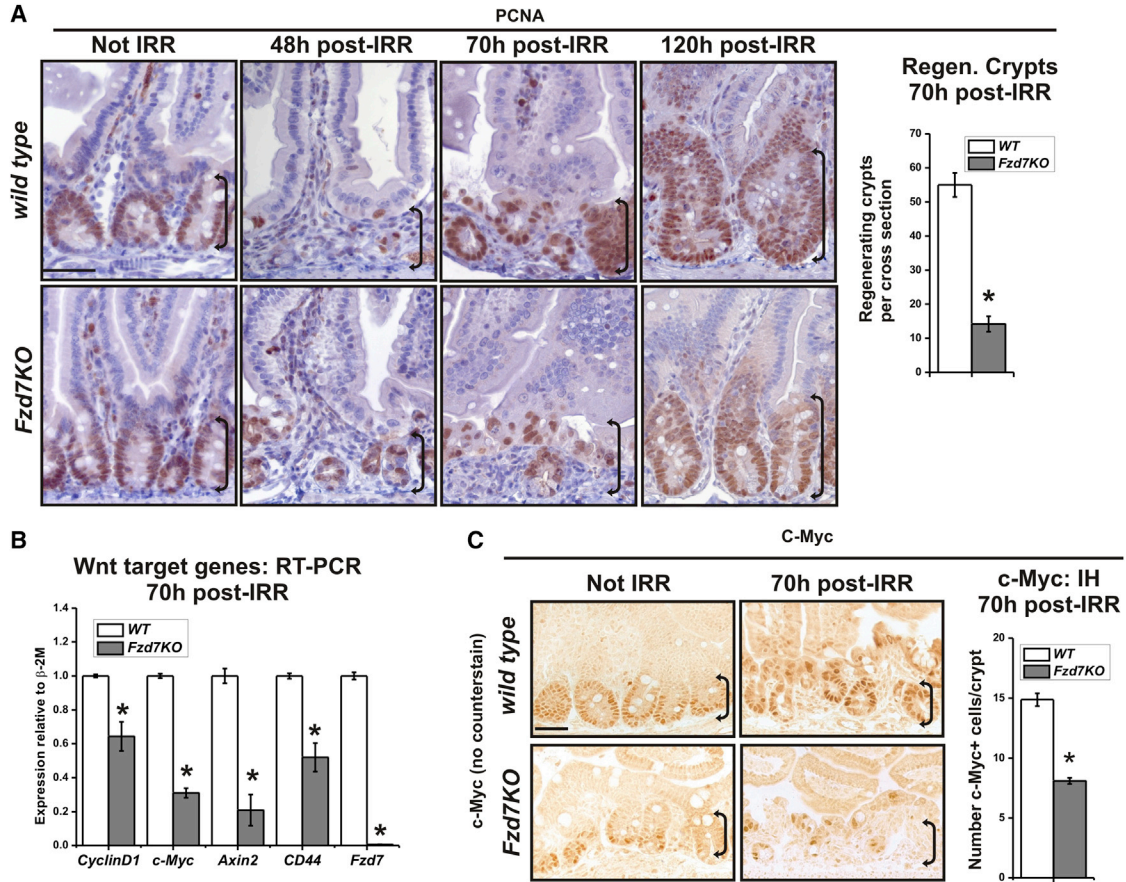 A
PCNA
Not IRR
48h post-IRR
70h post-IRR
120h post-IRR
wild type
Fzd7KO
Regen. Crypts
70h post-IRR
Regenerating crypts
per cross section
70
60
50
40
30
20
10
0
WT
Fzd7KO
*
B
Wnt target genes: RT-PCR
70h post-IRR
Expression relative to β-2M
1.4
1.2
1.0
0.8
0.6
0.4
0.2
0.0
WT
Fzd7KO
*
*
*
*
*
CyclinD1
c-Myc
Axin2
CD44
Fzd7
C
C-Myc
Not IRR
70h post-IRR
c-Myc (no counterstain)
wild type
Fzd7KO
c-Myc: IH
70h post-IRR
Number c-Myc+ cells/crypt
20
15
10
5
0
WT
Fzd7KO
*